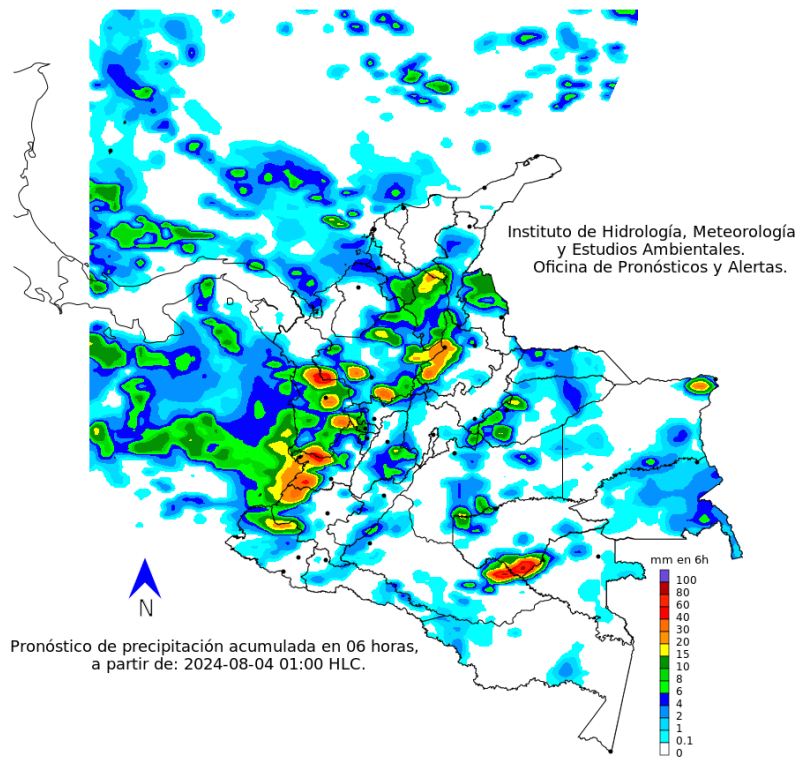 Instituto de Hidrología, Meteorología
y Estudios Ambientales.
Oficina de Pronósticos y Alertas.
N
mm en 6h
100
80
60
40
30
20
15
10
8
6
4
2
1
0.1
0
Pronóstico de precipitación acumulada en 06 horas,
a partir de: 2024-08-04 01:00 HLC.